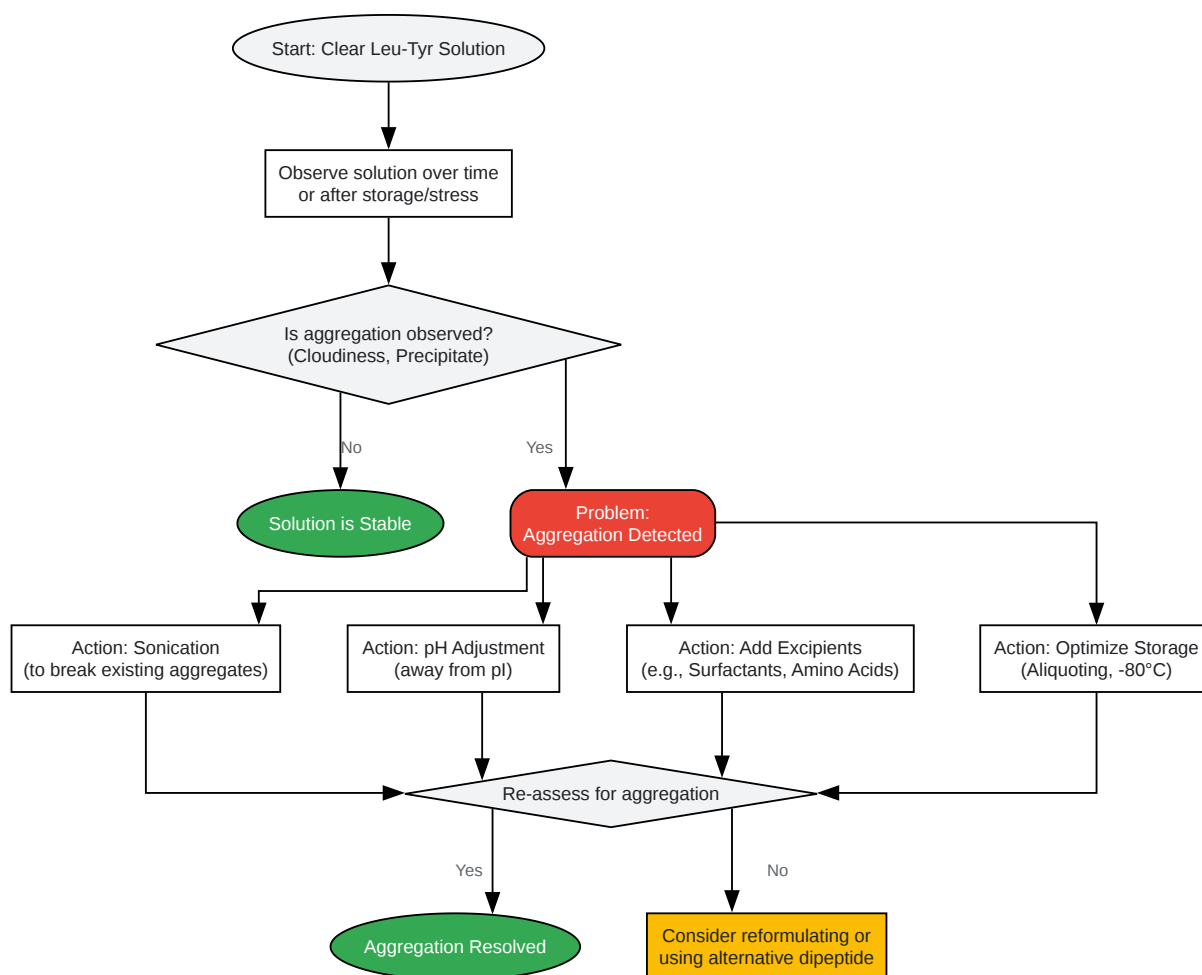 Start: Clear Leu-Tyr Solution
Observe solution over time
or after storage/stress
Is aggregation observed?
(Cloudiness, Precipitate)
No
Yes
Solution is Stable
Problem:
Aggregation Detected
Action: Sonication
(to break existing aggregates)
Action: pH Adjustment
(away from pI)
Action: Add Excipients
(e.g., Surfactants, Amino Acids)
Action: Optimize Storage
(Aliquoting, -80°C)
Re-assess for aggregation
Yes
No
Aggregation Resolved
Consider reformulating or
using alternative dipeptide